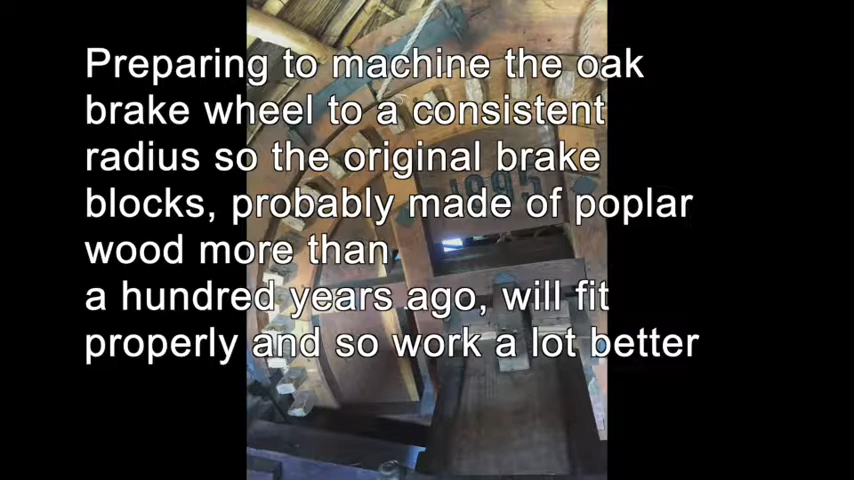 Preparing to machine the oak
brake wheel to a consistent
radius so the original brake
blocks, probably made of poplar
wood more than
a hundred years ago, will fit
properly and so work a lot better
1995